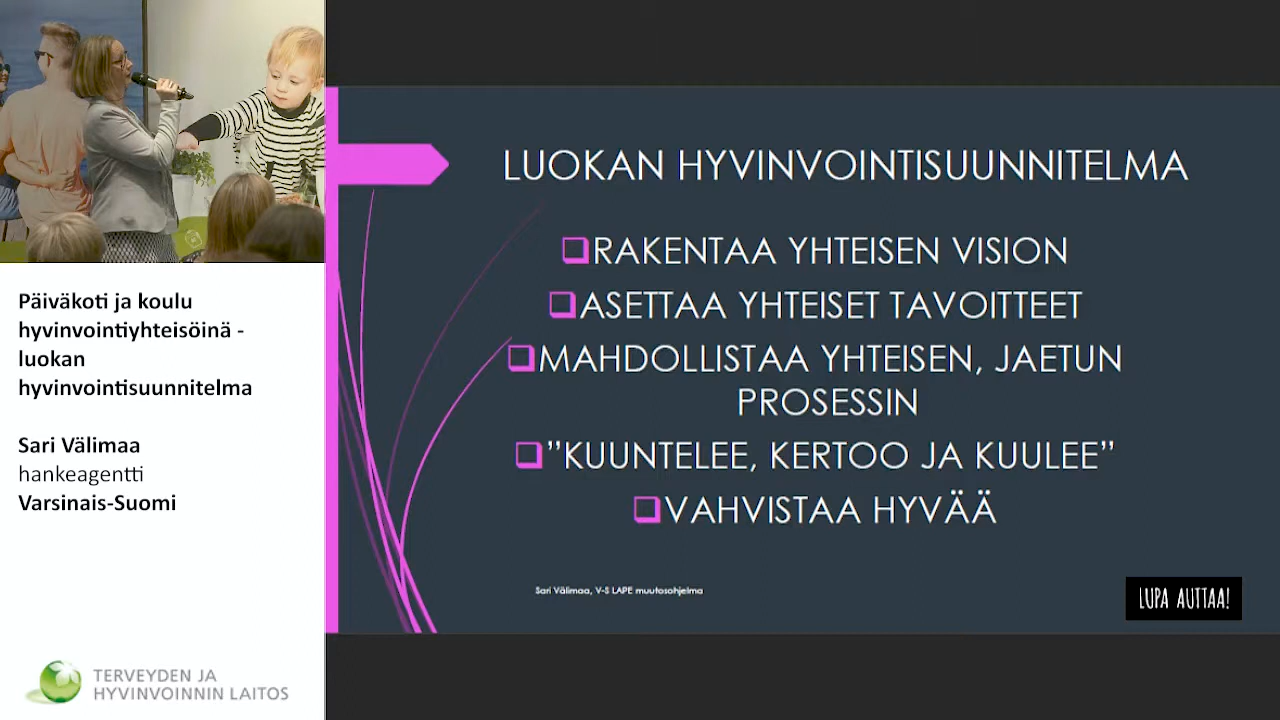 Päiväkoti ja koulu
hyvinvointiyhteisöinä -
luokan
hyvinvointisuunnitelma
Sari Välimaa
hankeagentti
Varsinais-Suomi
TERVEYDEN JA
HYVINVOINNIN LAITOS
LUOKAN HYVINVOINTISUUNNITELMA
RAKENTAA YHTEISEN VISION
ASETTAA YHTEISET TAVOITTEET
MAHDOLLISTAA YHTEISEN, JAETUN
PROSESSIN
”KUUNTELEE, KERTOO JA KUULEE”
VAHVISTAA HYVÄÄ
Sari Välimaa, V-S LAPE muutosohjelma
LUPA AUTTAA!